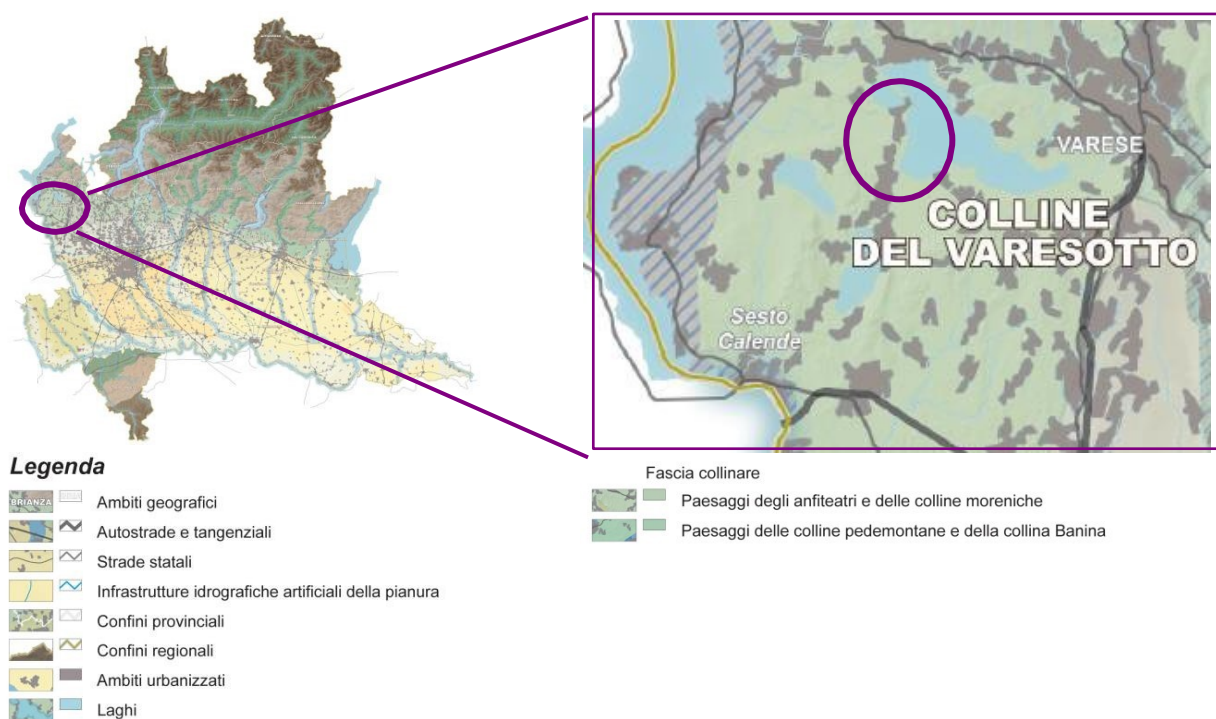 VARESE
COLLINE
DEL VARESOTTO
Sesto
Calende
Legenda
BRIANZA
Ambiti geografici
Autostrade e tangenziali
Strade statali
Infrastrutture idrografiche artificiali della pianura
Confini provinciali
Confini regionali
Ambiti urbanizzati
Laghi
Fascia collinare
Paesaggi degli anfiteatri e delle colline moreniche
Paesaggi delle colline pedemontane e della collina Banina